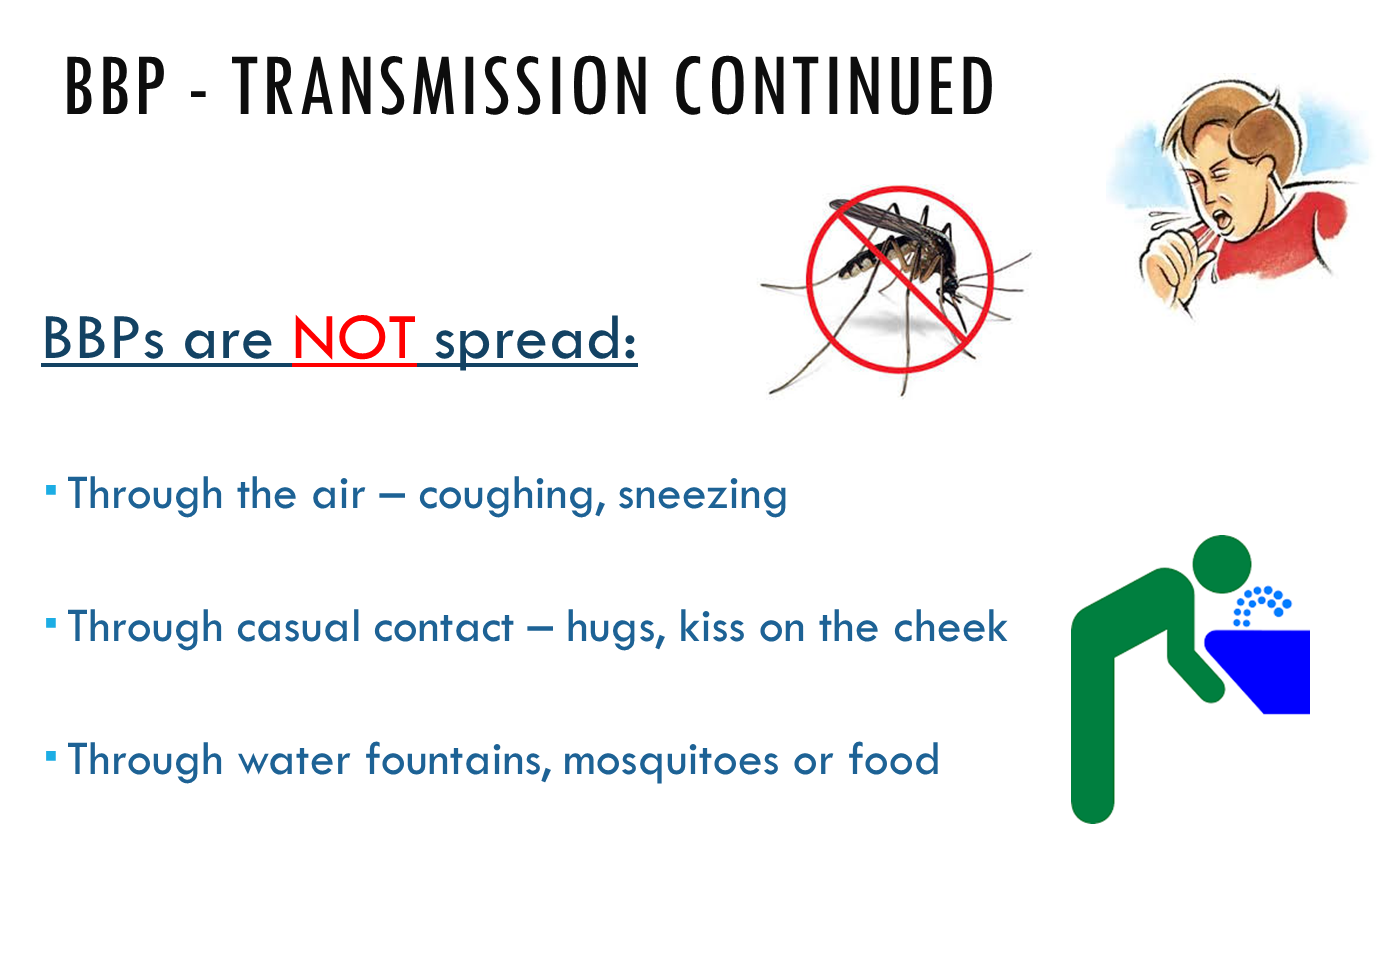 BBP - TRANSMISSION CONTINUED
BBPs are NOT spread:
▪ Through the air – coughing, sneezing
▪ Through casual contact – hugs, kiss on the cheek
▪ Through water fountains, mosquitoes or food